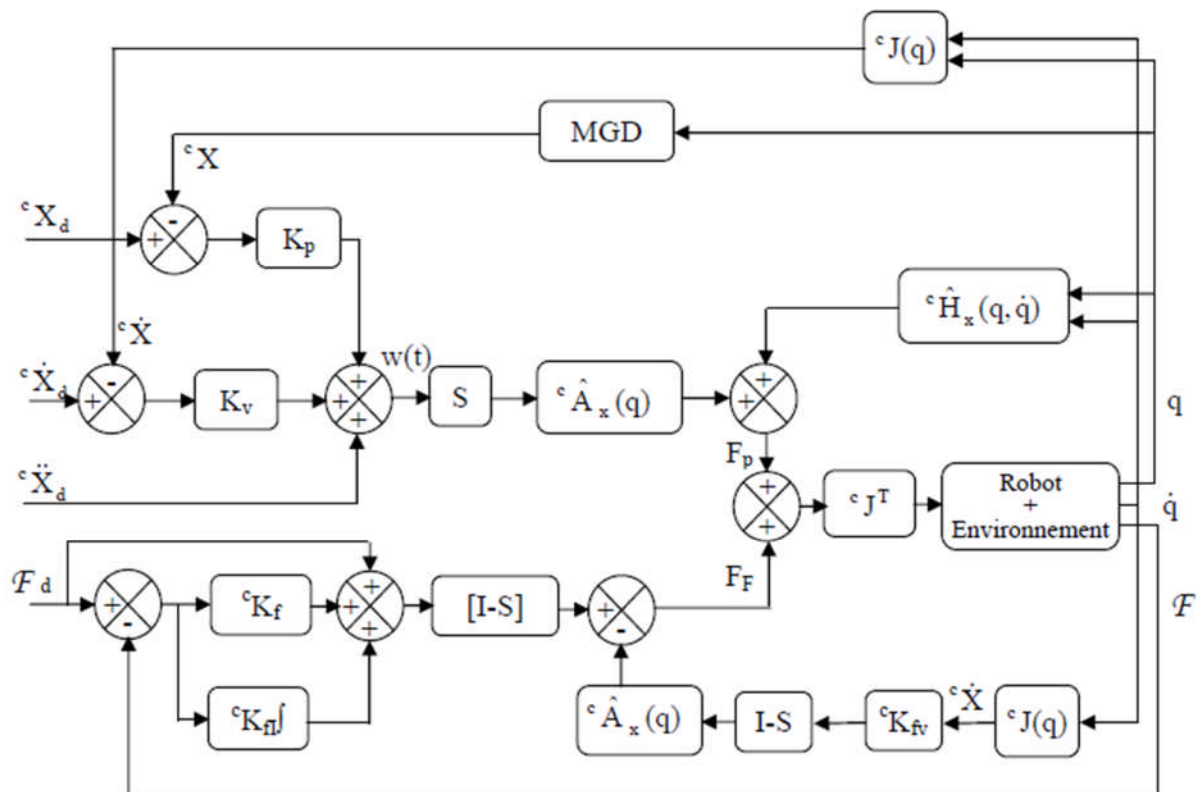 ᶜJ(q)
MGD
ᶜX
ᶜX_d
-
+
K_p
ᶜĤ_x(q, q̇)
ᶜẊ
ᶜẊ_d
-
+
K_v
+
+
+
w(t)
S
ᶜÂ_x(q)
+
+
q
ᶜẌ_d
F_p
+
+
ᶜJᵀ
Robot
+
Environnement
q̇
ℱ_d
+
-
ᶜK_f
+
+
+
[I-S]
+
-
F_F
ℱ
ᶜK_fI∫
ᶜÂ_x(q)
I-S
ᶜK_fv
ᶜẊ
ᶜJ(q)